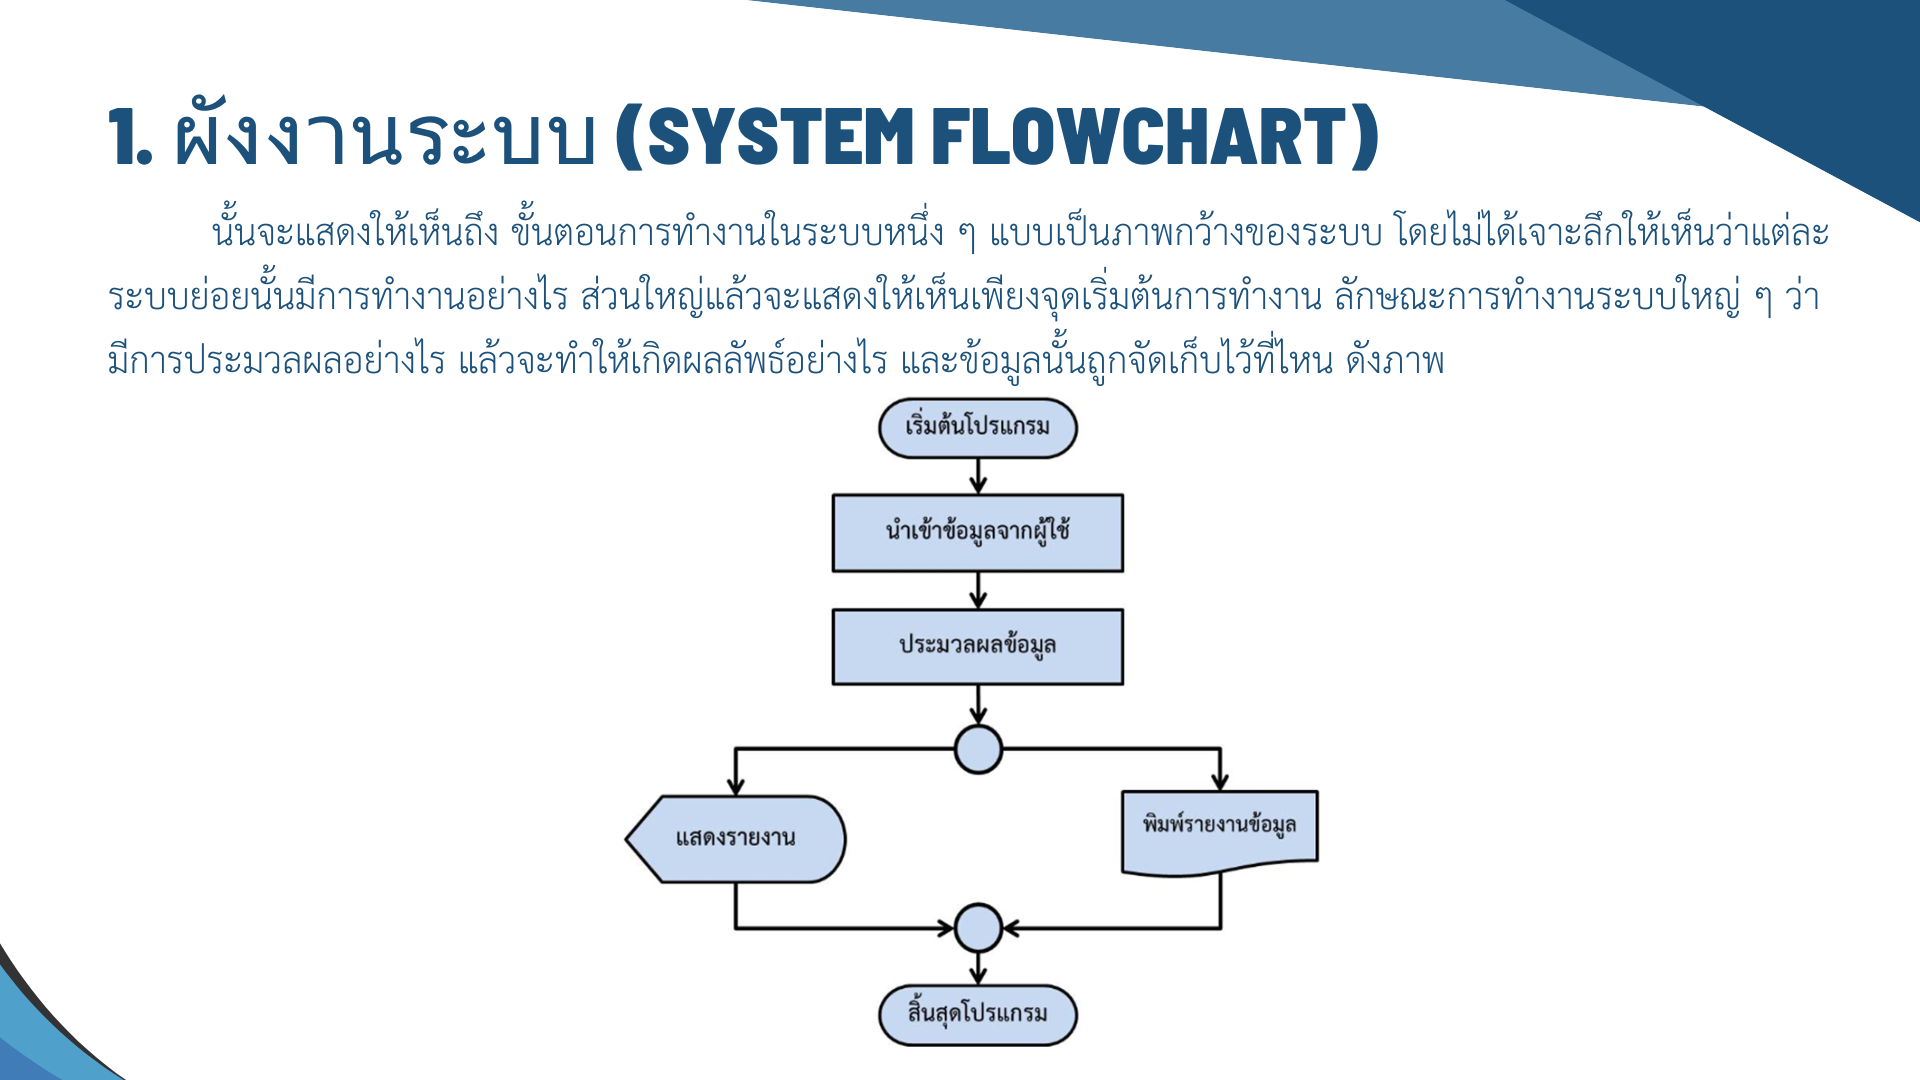 1. ผังงานระบบ (SYSTEM FLOWCHART)
นั้นจะแสดงให้เห็นถึง ขั้นตอนการทำงานในระบบหนึ่ง ๆ แบบเป็นภาพกว้างของระบบ โดยไม่ได้เจาะลึกให้เห็นว่าแต่ละ
ระบบย่อยนั้นมีการทำงานอย่างไร ส่วนใหญ่แล้วจะแสดงให้เห็นเพียงจุดเริ่มต้นการทำงาน ลักษณะการทำงานระบบใหญ่ ๆ ว่า
มีการประมวลผลอย่างไร แล้วจะทำให้เกิดผลลัพธ์อย่างไร และข้อมูลนั้นถูกจัดเก็บไว้ที่ไหน ดังภาพ
เริ่มต้นโปรแกรม
นำเข้าข้อมูลจากผู้ใช้
ประมวลผลข้อมูล
แสดงรายงาน
พิมพ์รายงานข้อมูล
สิ้นสุดโปรแกรม